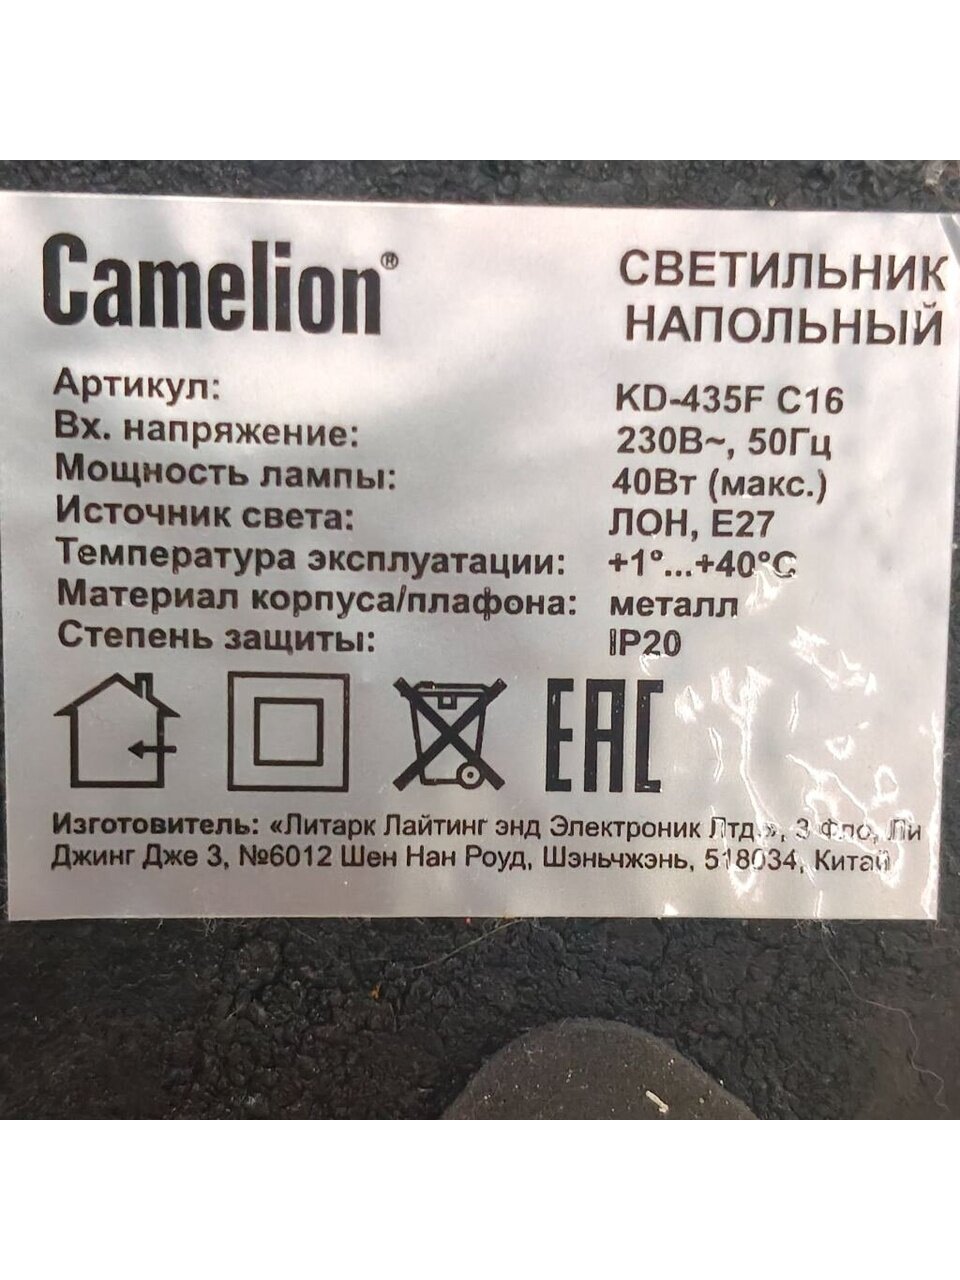 Camelion®
СВЕТИЛЬНИК
НАПОЛЬНЫЙ
Артикул: KD-435F C16
Вх. напряжение: 230В~, 50Гц
Мощность лампы: 40Вт (макс.)
Источник света: ЛОН, E27
Температура эксплуатации: +1°...+40°C
Материал корпуса/плафона: металл
Степень защиты: IP20
EAC
Изготовитель: «Литарк Лайтинг энд Электроник Лтд.», 3 Фло, Ли
Джинг Дже 3, №6012 Шен Нан Роуд, Шэньчжэнь, 518034, Китай